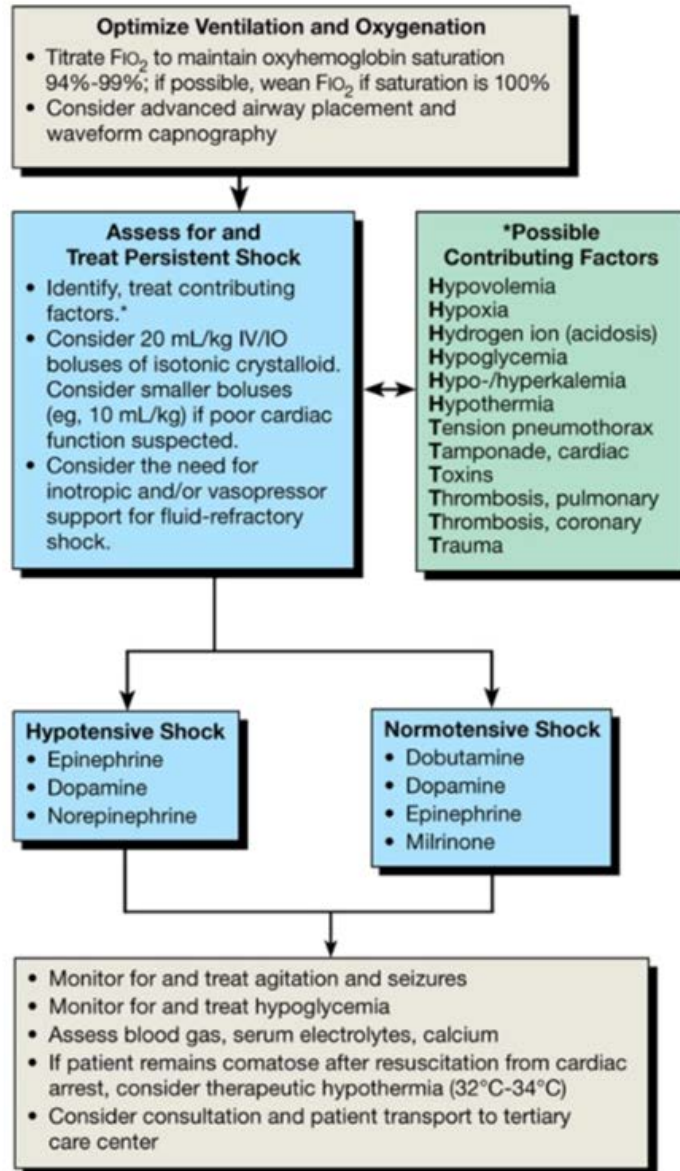 Optimize Ventilation and Oxygenation
• Titrate FIO2 to maintain oxyhemoglobin saturation
94%-99%; if possible, wean FIO2 if saturation is 100%
• Consider advanced airway placement and
waveform capnography
Assess for and
Treat Persistent Shock
• Identify, treat contributing
factors.*
• Consider 20 mL/kg IV/IO
boluses of isotonic crystalloid.
Consider smaller boluses
(eg, 10 mL/kg) if poor cardiac
function suspected.
• Consider the need for
inotropic and/or vasopressor
support for fluid-refractory
shock.
*Possible
Contributing Factors
Hypovolemia
Hypoxia
Hydrogen ion (acidosis)
Hypoglycemia
Hypo-/hyperkalemia
Hypothermia
Tension pneumothorax
Tamponade, cardiac
Toxins
Thrombosis, pulmonary
Thrombosis, coronary
Trauma
Hypotensive Shock
• Epinephrine
• Dopamine
• Norepinephrine
Normotensive Shock
• Dobutamine
• Dopamine
• Epinephrine
• Milrinone
• Monitor for and treat agitation and seizures
• Monitor for and treat hypoglycemia
• Assess blood gas, serum electrolytes, calcium
• If patient remains comatose after resuscitation from cardiac
arrest, consider therapeutic hypothermia (32°C-34°C)
• Consider consultation and patient transport to tertiary
care center